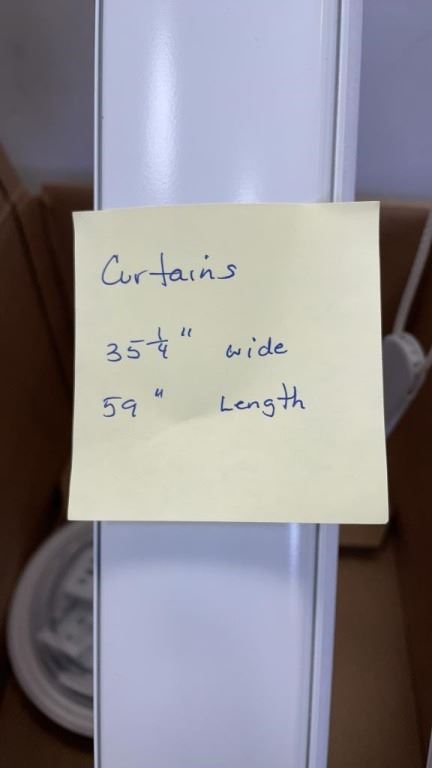 Curtains
35 1/4" wide
59" Length